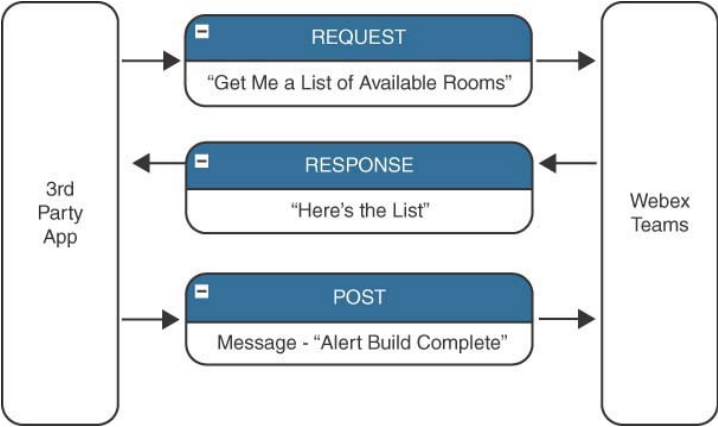 REQUEST
“Get Me a List of Available Rooms”
RESPONSE
“Here’s the List”
3rd
Party
App
Webex
Teams
POST
Message - “Alert Build Complete”